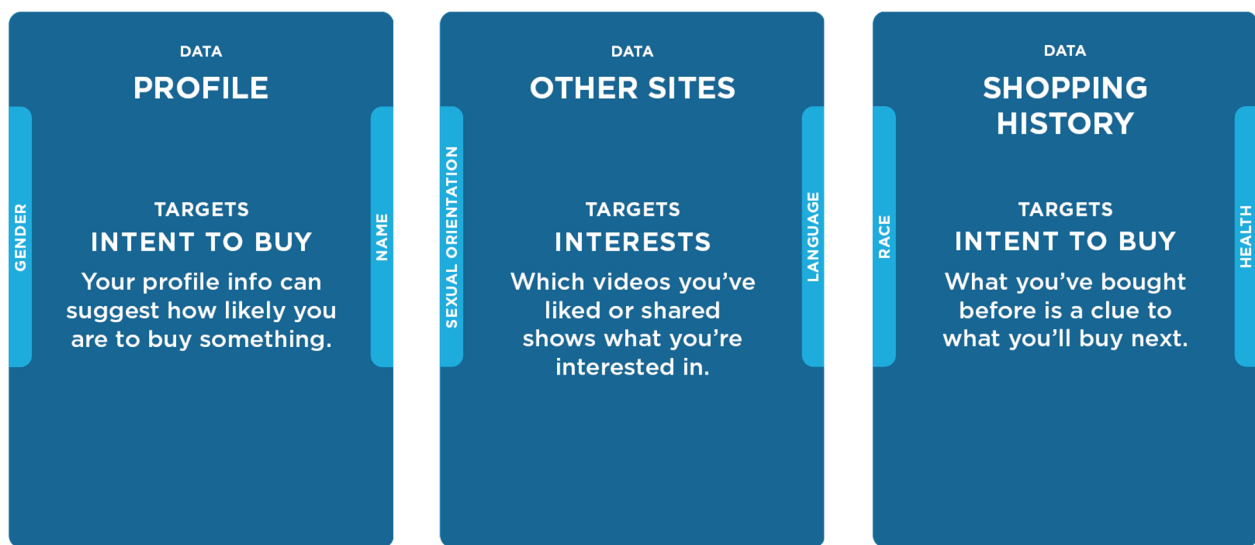 DATA
PROFILE
GENDER
NAME
TARGETS
INTENT TO BUY
Your profile info can
suggest how likely you
are to buy something.
DATA
OTHER SITES
SEXUAL ORIENTATION
LANGUAGE
TARGETS
INTERESTS
Which videos you’ve
liked or shared
shows what you’re
interested in.
DATA
SHOPPING
HISTORY
RACE
HEALTH
TARGETS
INTENT TO BUY
What you’ve bought
before is a clue to
what you’ll buy next.